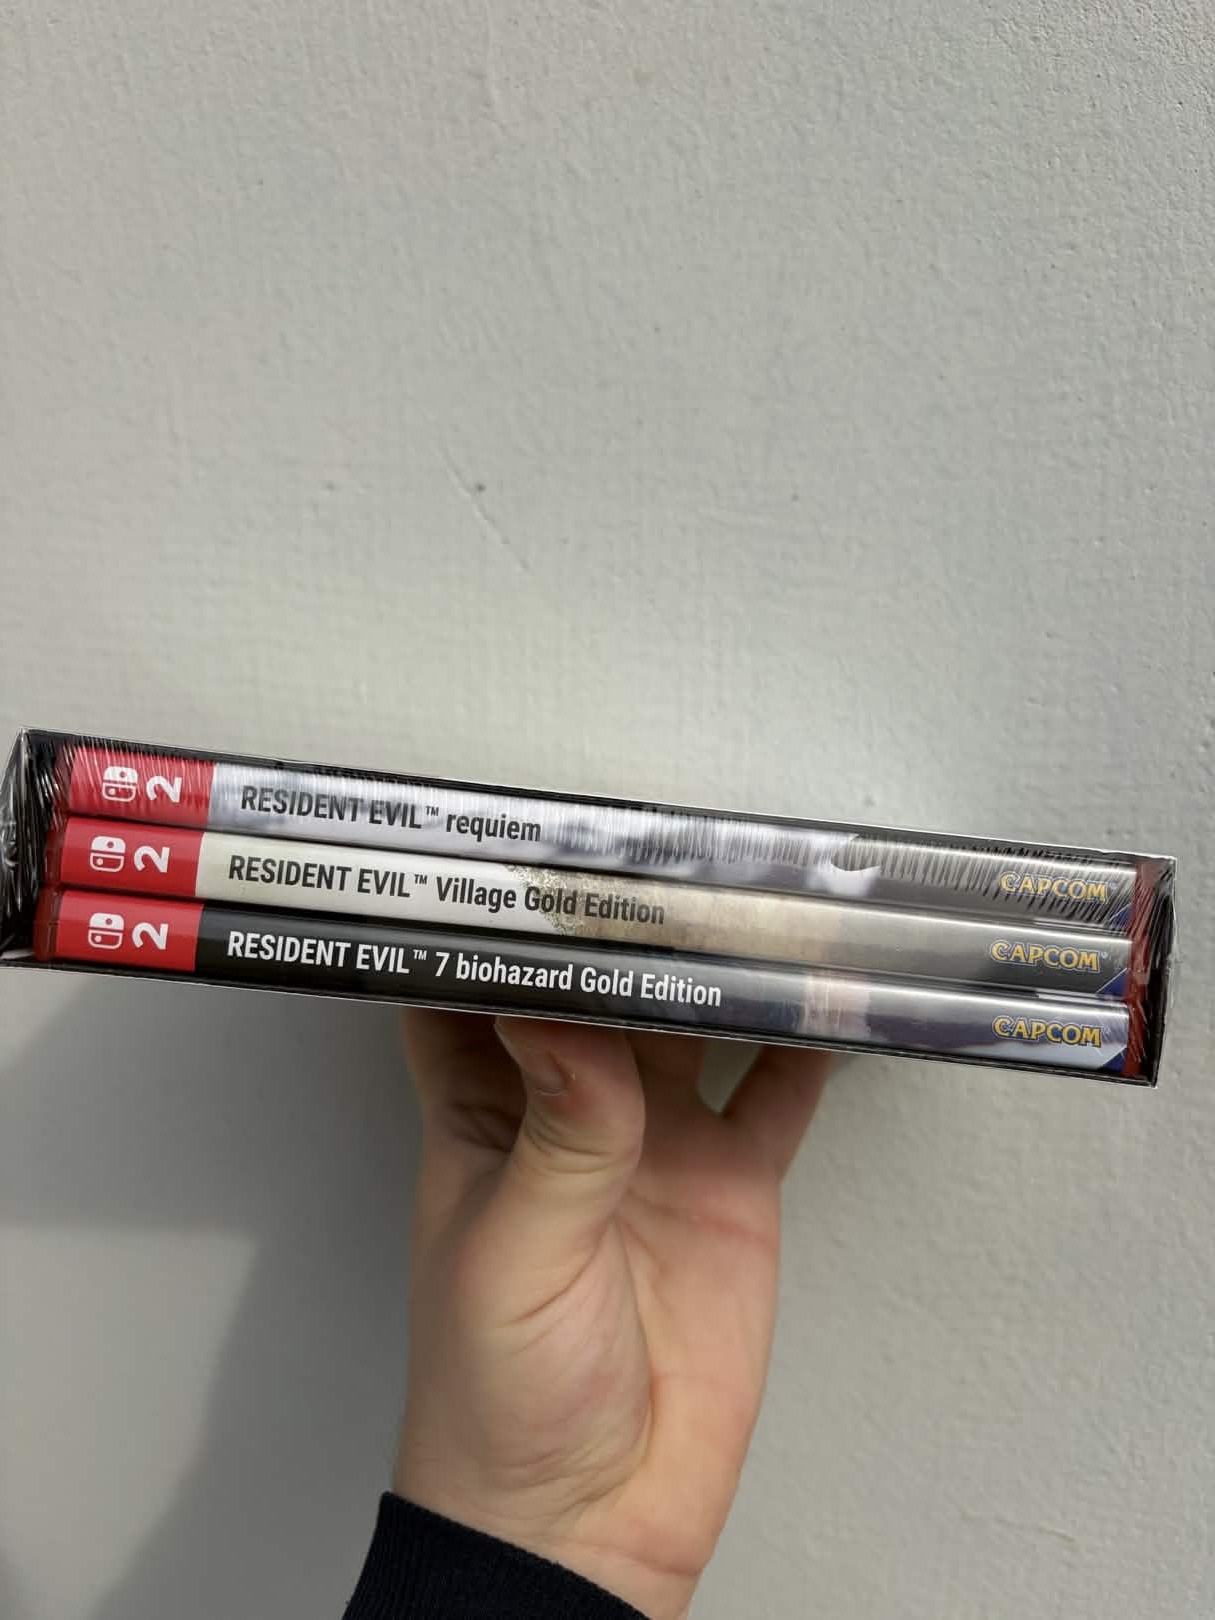 2 RESIDENT EVIL™ requiem CAPCOM®
2 RESIDENT EVIL™ Village Gold Edition CAPCOM®
2 RESIDENT EVIL™ 7 biohazard Gold Edition CAPCOM